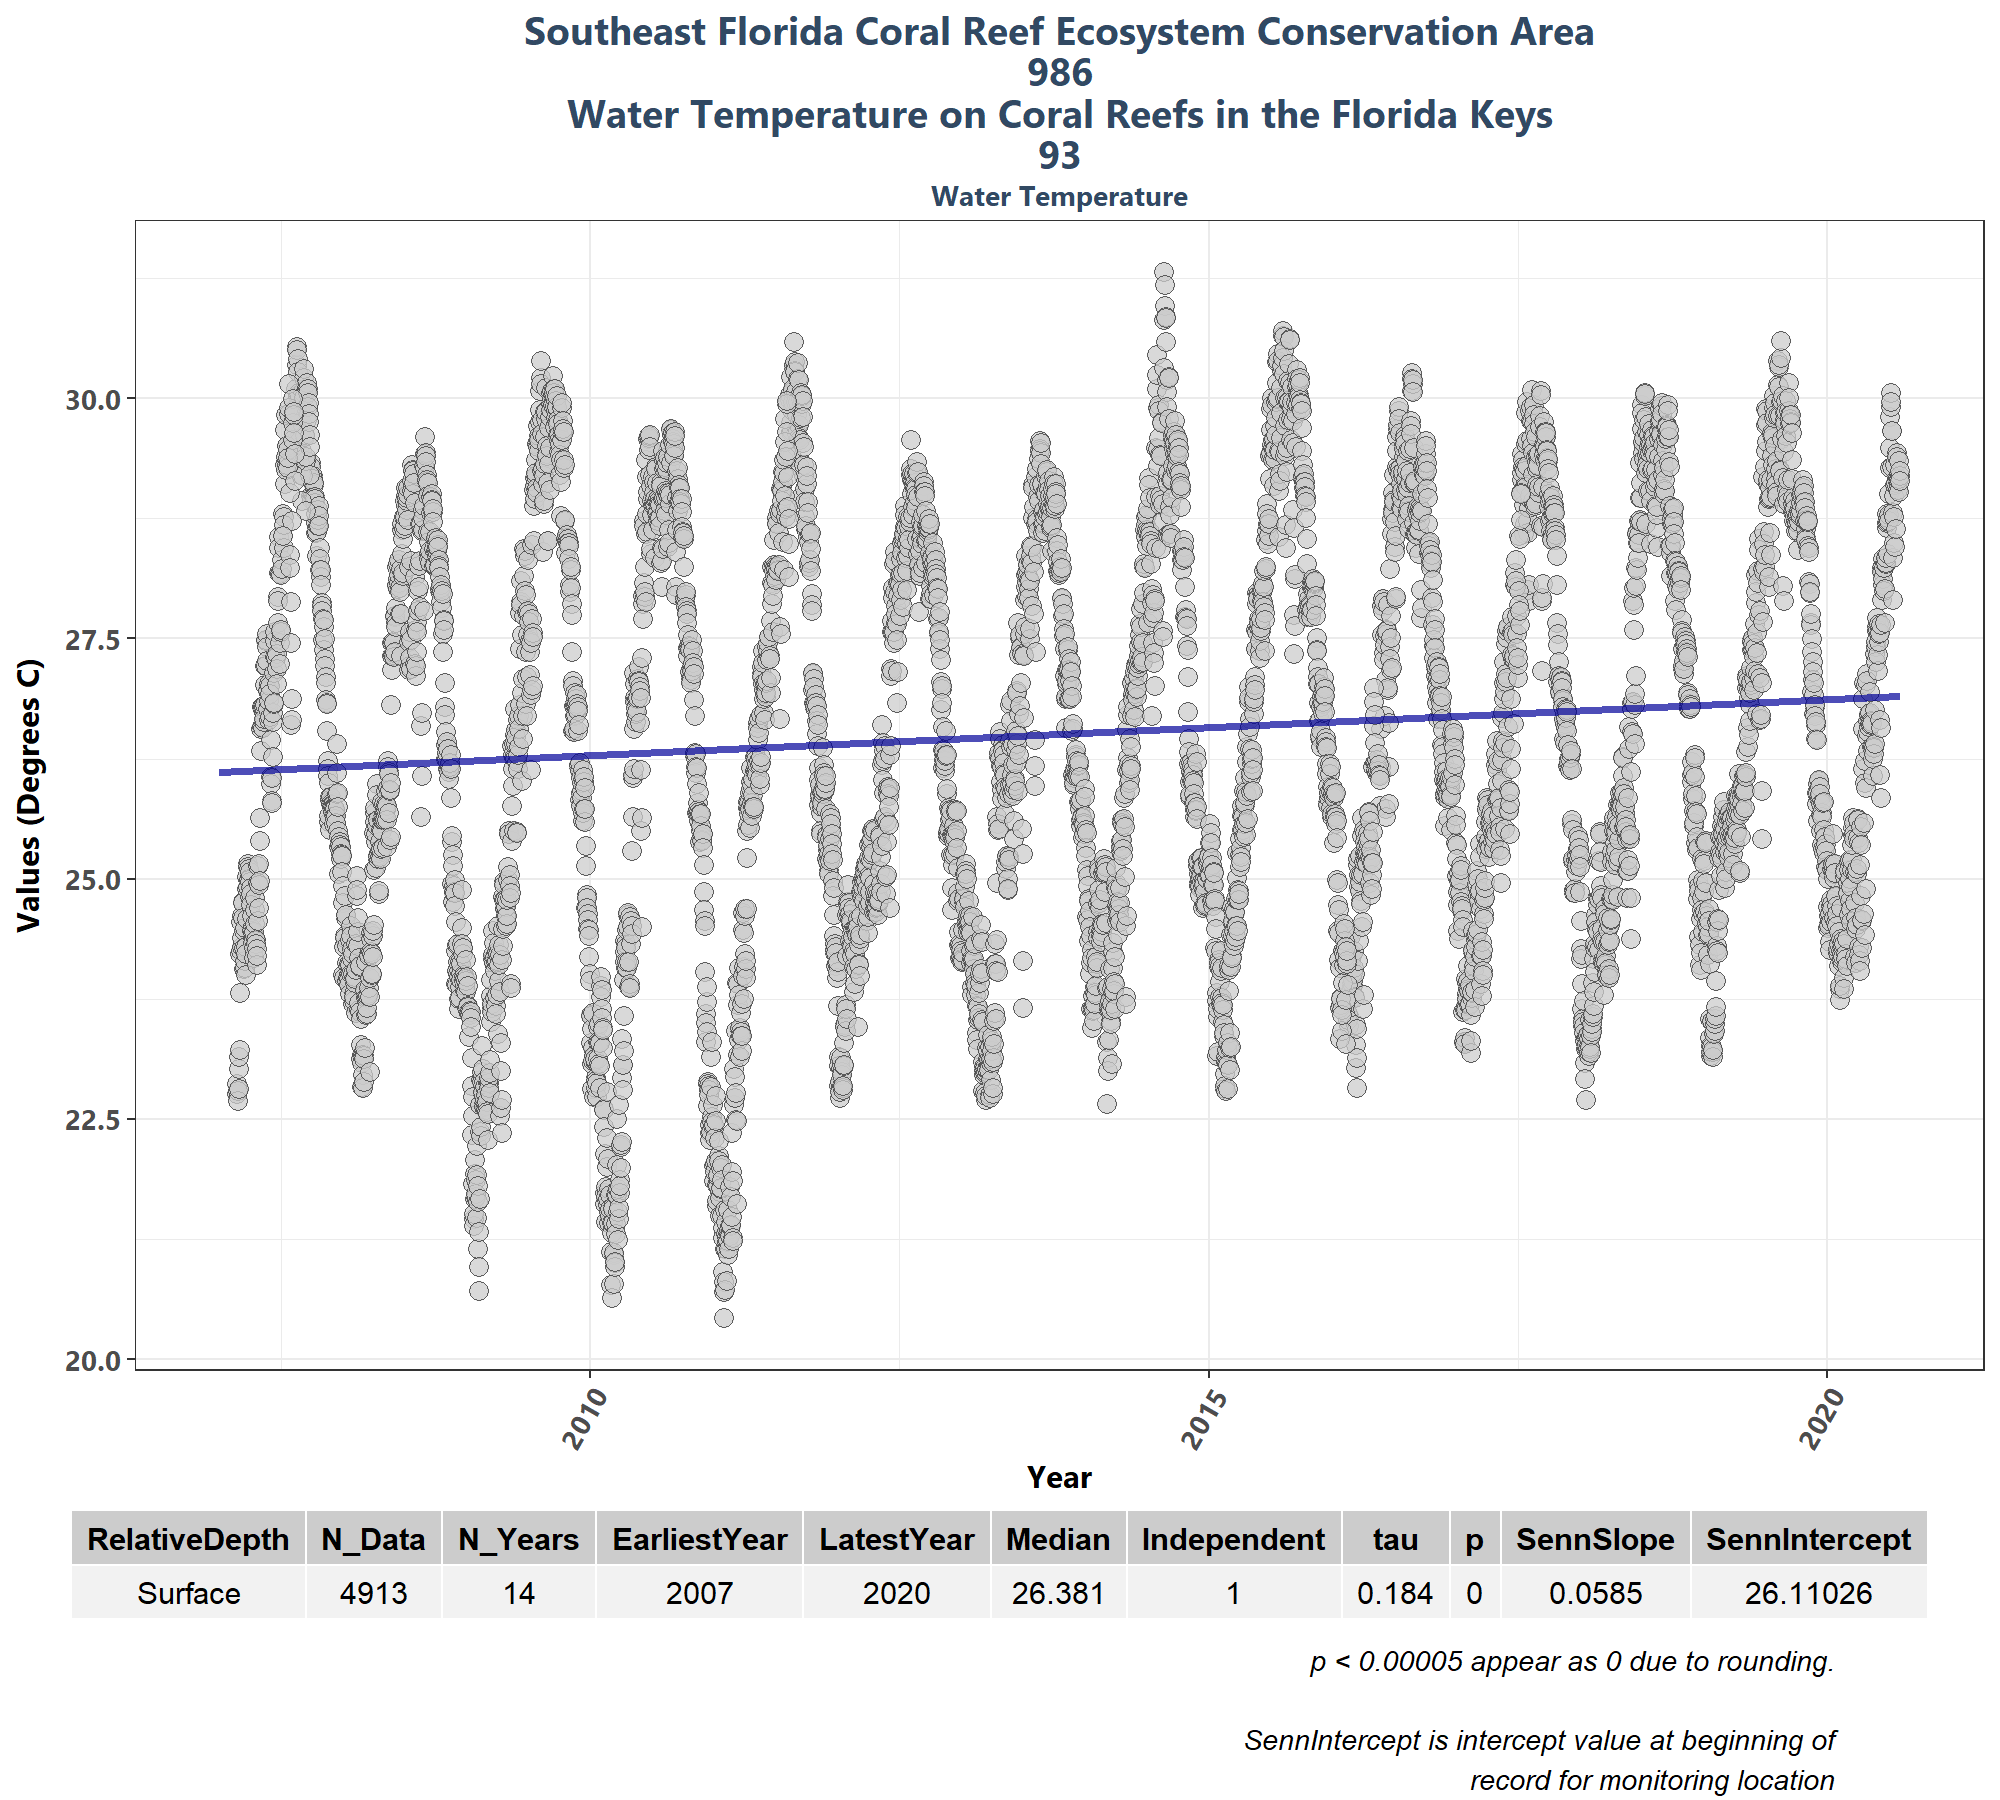 Southeast Florida Coral Reef Ecosystem Conservation Area
986
Water Temperature on Coral Reefs in the Florida Keys
93
Water Temperature
Values (Degrees C)
30.0
27.5
25.0
22.5
20.0
2010 2015 2020
Year
RelativeDepth N_Data N_Years EarliestYear LatestYear Median Independent tau p SennSlope SennIntercept
Surface 4913 14 2007 2020 26.381 1 0.184 0 0.0585 26.11026
p < 0.00005 appear as 0 due to rounding.
SennIntercept is intercept value at beginning of
record for monitoring location